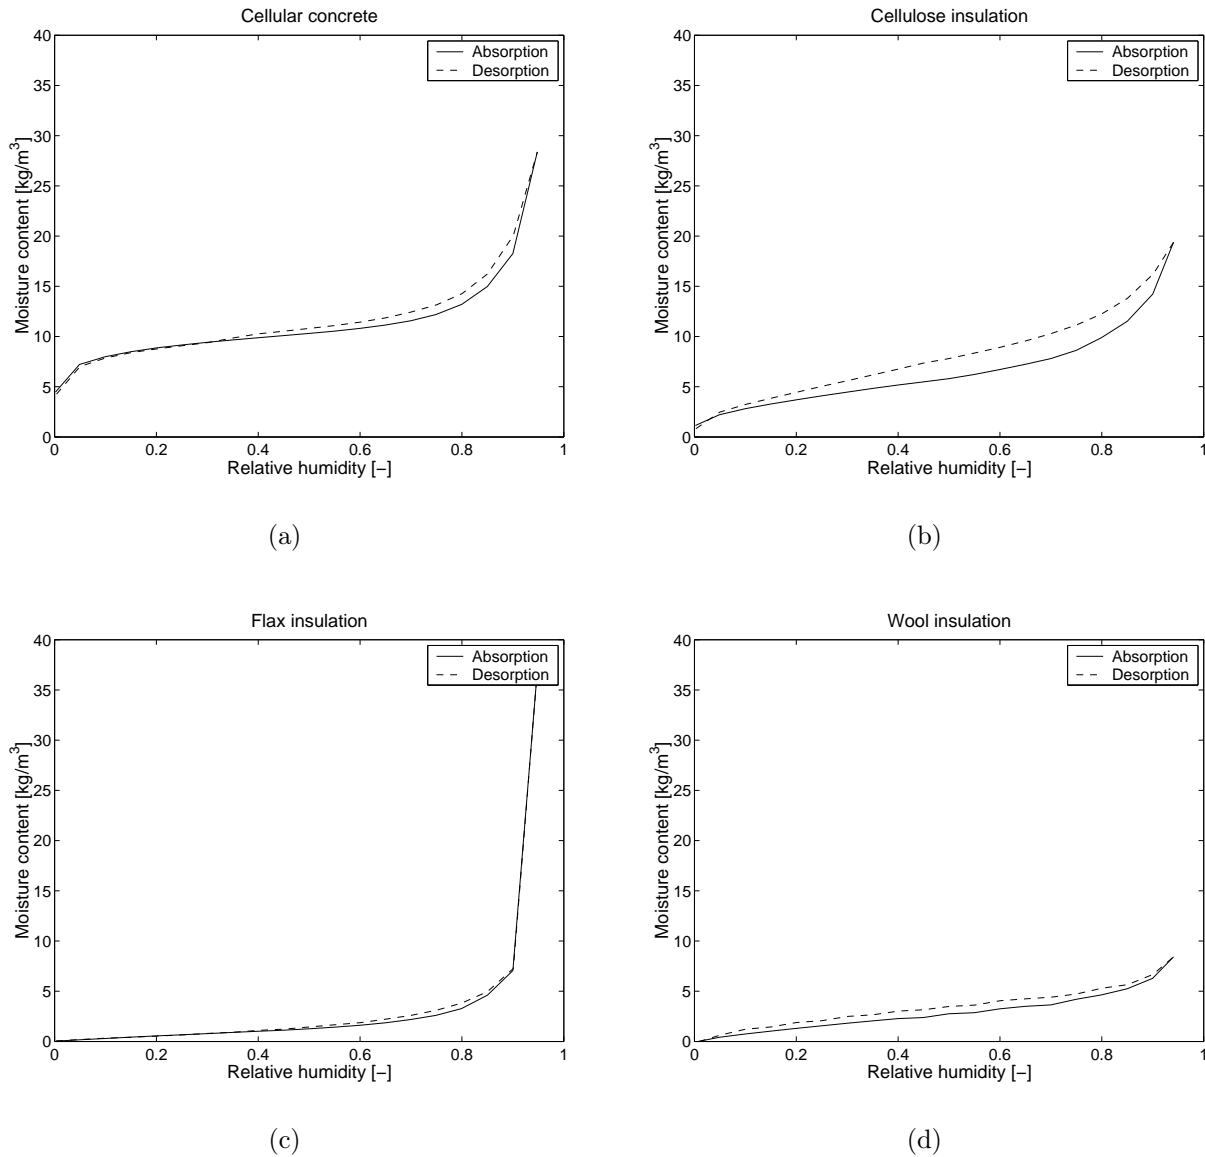 Cellular concrete
Absorption
Desorption
40
35
30
25
20
15
10
5
0
Moisture content [kg/m³]
0 0.2 0.4 0.6 0.8 1
Relative humidity [−]
(a)
Cellulose insulation
Absorption
Desorption
40
35
30
25
20
15
10
5
0
Moisture content [kg/m³]
0 0.2 0.4 0.6 0.8 1
Relative humidity [−]
(b)
Flax insulation
Absorption
Desorption
40
35
30
25
20
15
10
5
0
Moisture content [kg/m³]
0 0.2 0.4 0.6 0.8 1
Relative humidity [−]
(c)
Wool insulation
Absorption
Desorption
40
35
30
25
20
15
10
5
0
Moisture content [kg/m³]
0 0.2 0.4 0.6 0.8 1
Relative humidity [−]
(d)